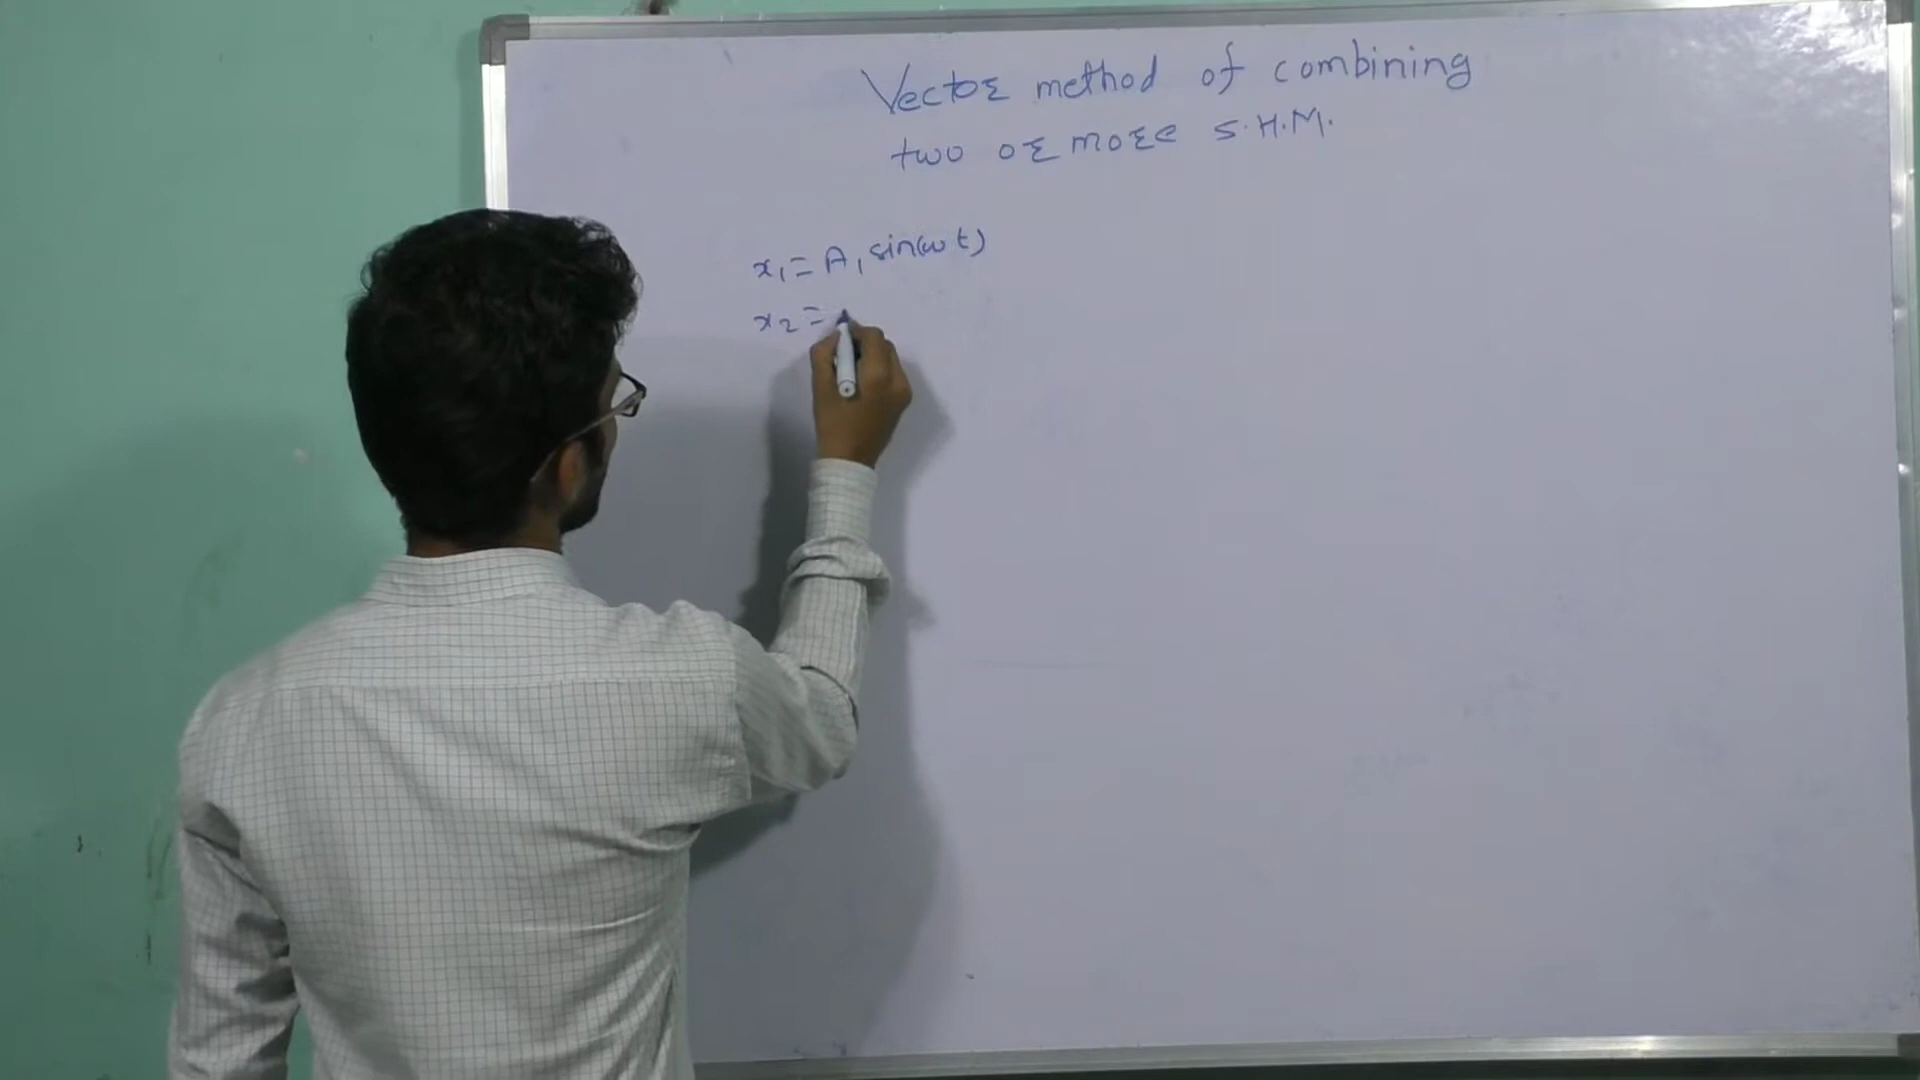 Vector method of combining
two or more S.H.M.
x₁ = A₁ sin(ωt)
x₂ =